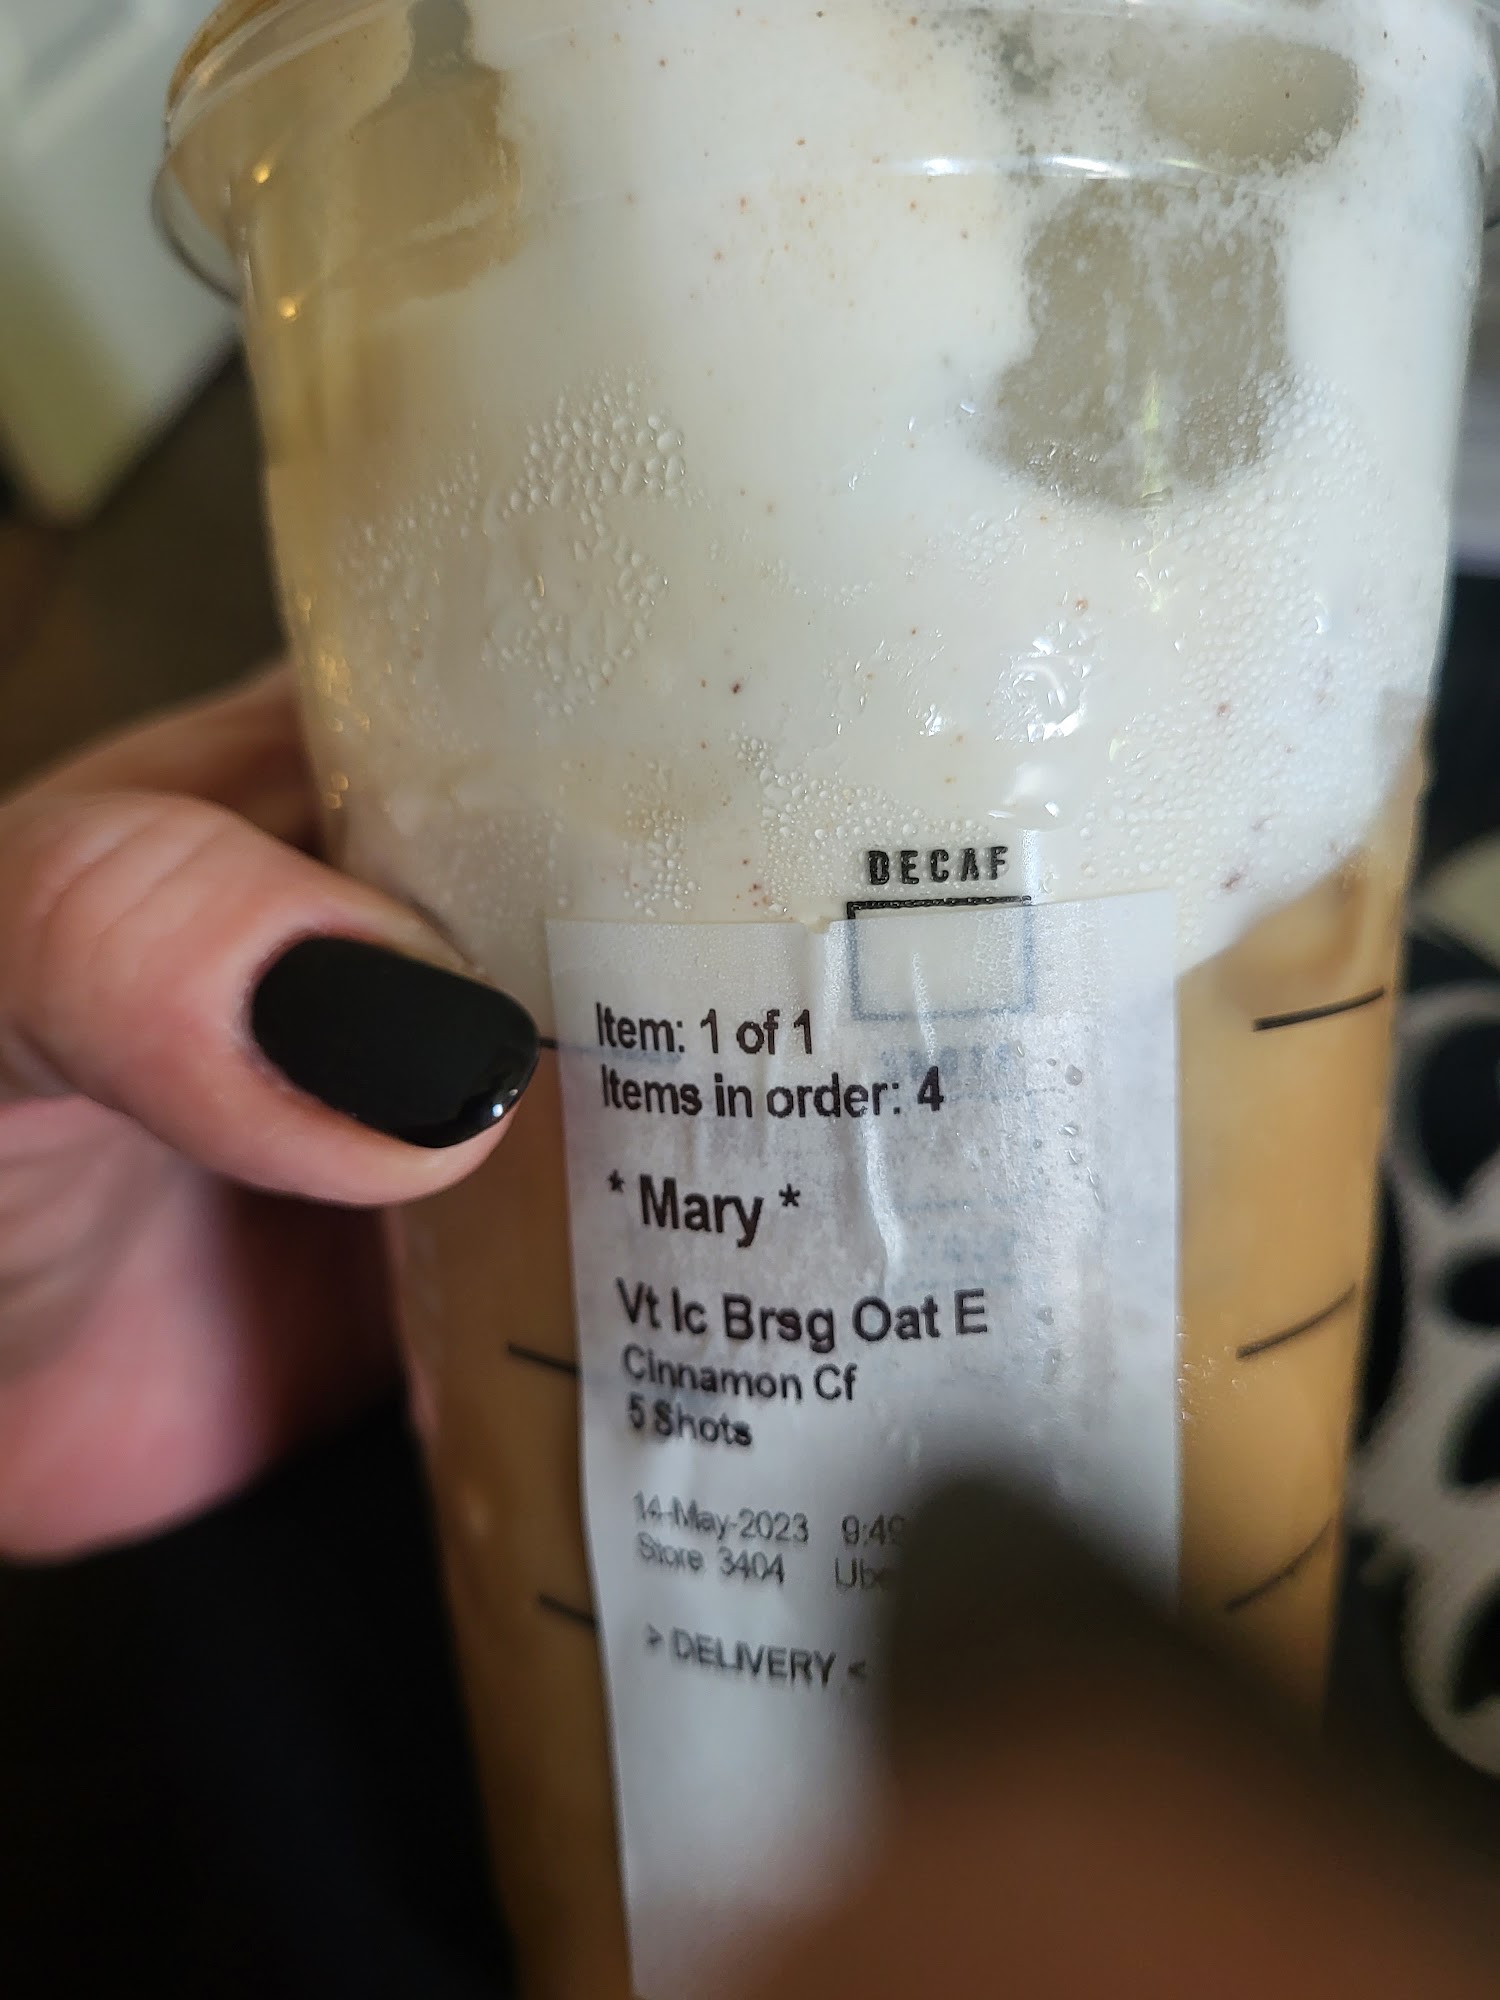 DECAF
Item: 1 of 1
Items in order: 4
* Mary *
Vt Ic Brsg Oat E
Cinnamon Cf
5 Shots
14-May-2023
Store 3404
> DELIVERY <